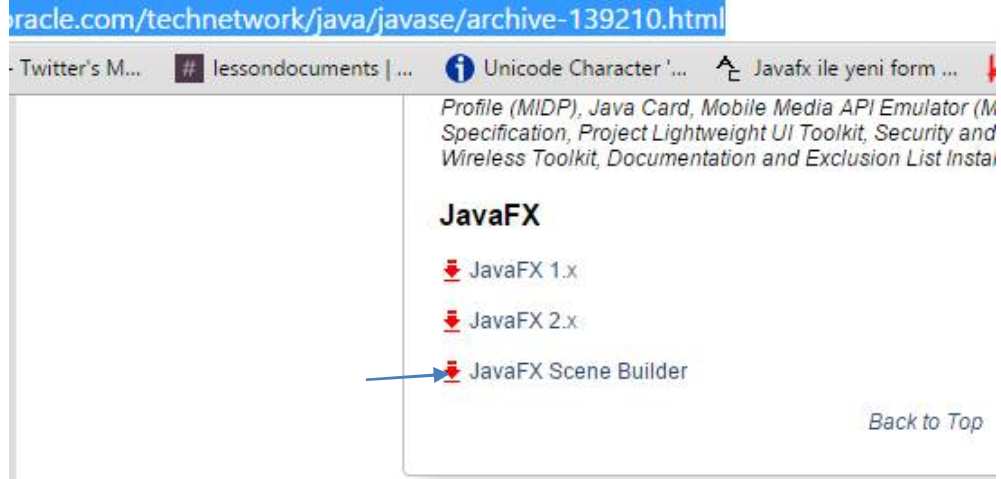 oracle.com/technetwork/java/javase/archive-139210.html
Twitter's M... # lessondocuments | ... i Unicode Character '... Javafx ile yeni form ...
Profile (MIDP), Java Card, Mobile Media API Emulator (M
Specification, Project Lightweight UI Toolkit, Security and
Wireless Toolkit, Documentation and Exclusion List Instal
JavaFX
JavaFX 1.x
JavaFX 2.x
JavaFX Scene Builder
Back to Top